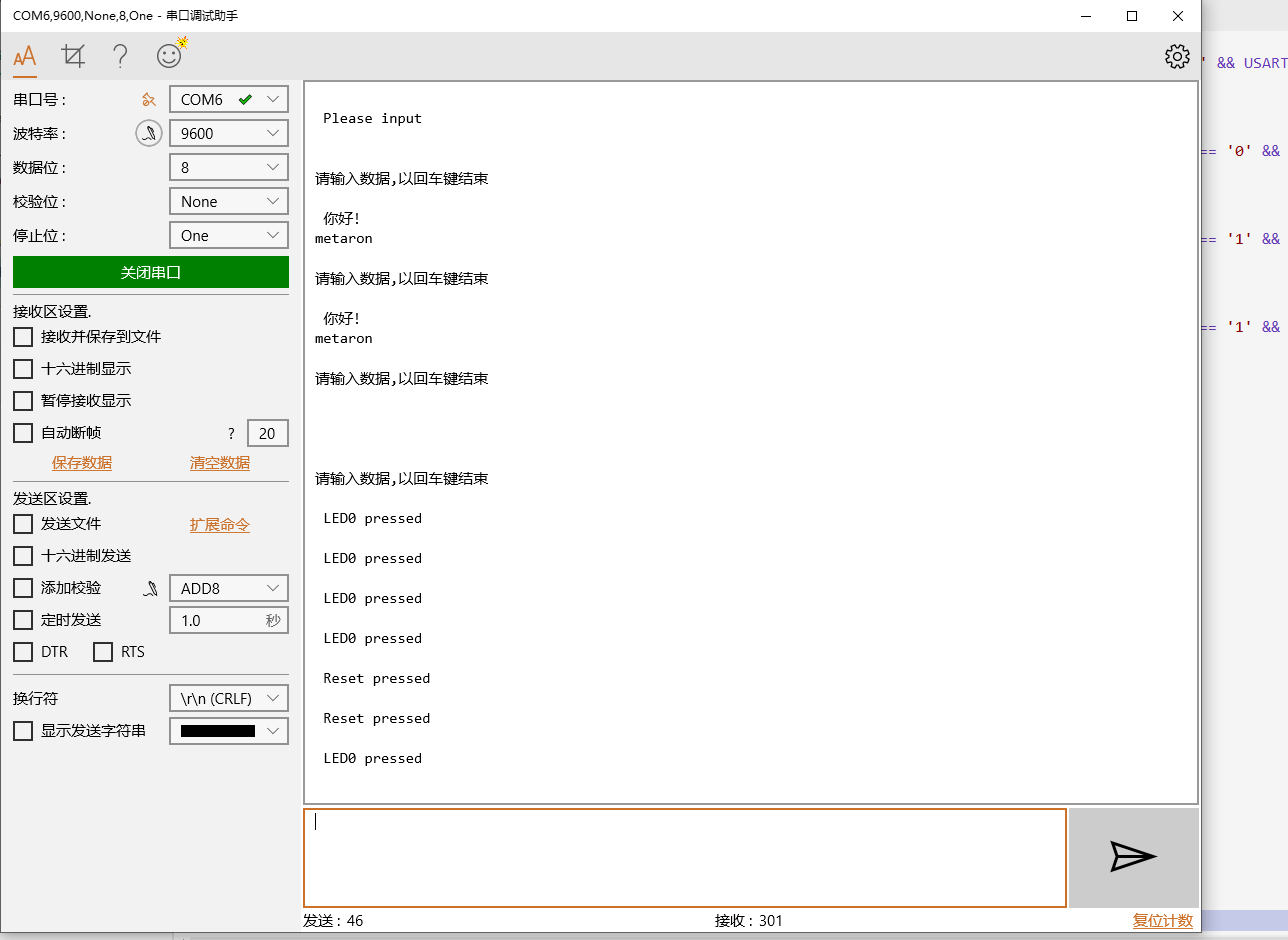 COM6,9600,None,8,One - 串口调试助手
串口号： COM6
波特率： 9600
数据位： 8
校验位： None
停止位： One
关闭串口
接收区设置.
接收并保存到文件
十六进制显示
暂停接收显示
自动断帧 ? 20
保存数据 清空数据
发送区设置.
发送文件 扩展命令
十六进制发送
添加校验 ADD8
定时发送 1.0 秒
DTR RTS
换行符 \r\n (CRLF)
显示发送字符串
Please input
请输入数据,以回车键结束
你好!
metaron
请输入数据,以回车键结束
你好!
metaron
请输入数据,以回车键结束
请输入数据,以回车键结束
LED0 pressed
LED0 pressed
LED0 pressed
LED0 pressed
Reset pressed
Reset pressed
LED0 pressed
发送：46 接收：301 复位计数
' && USART
== '0' &&
== '1' &&
== '1' &&